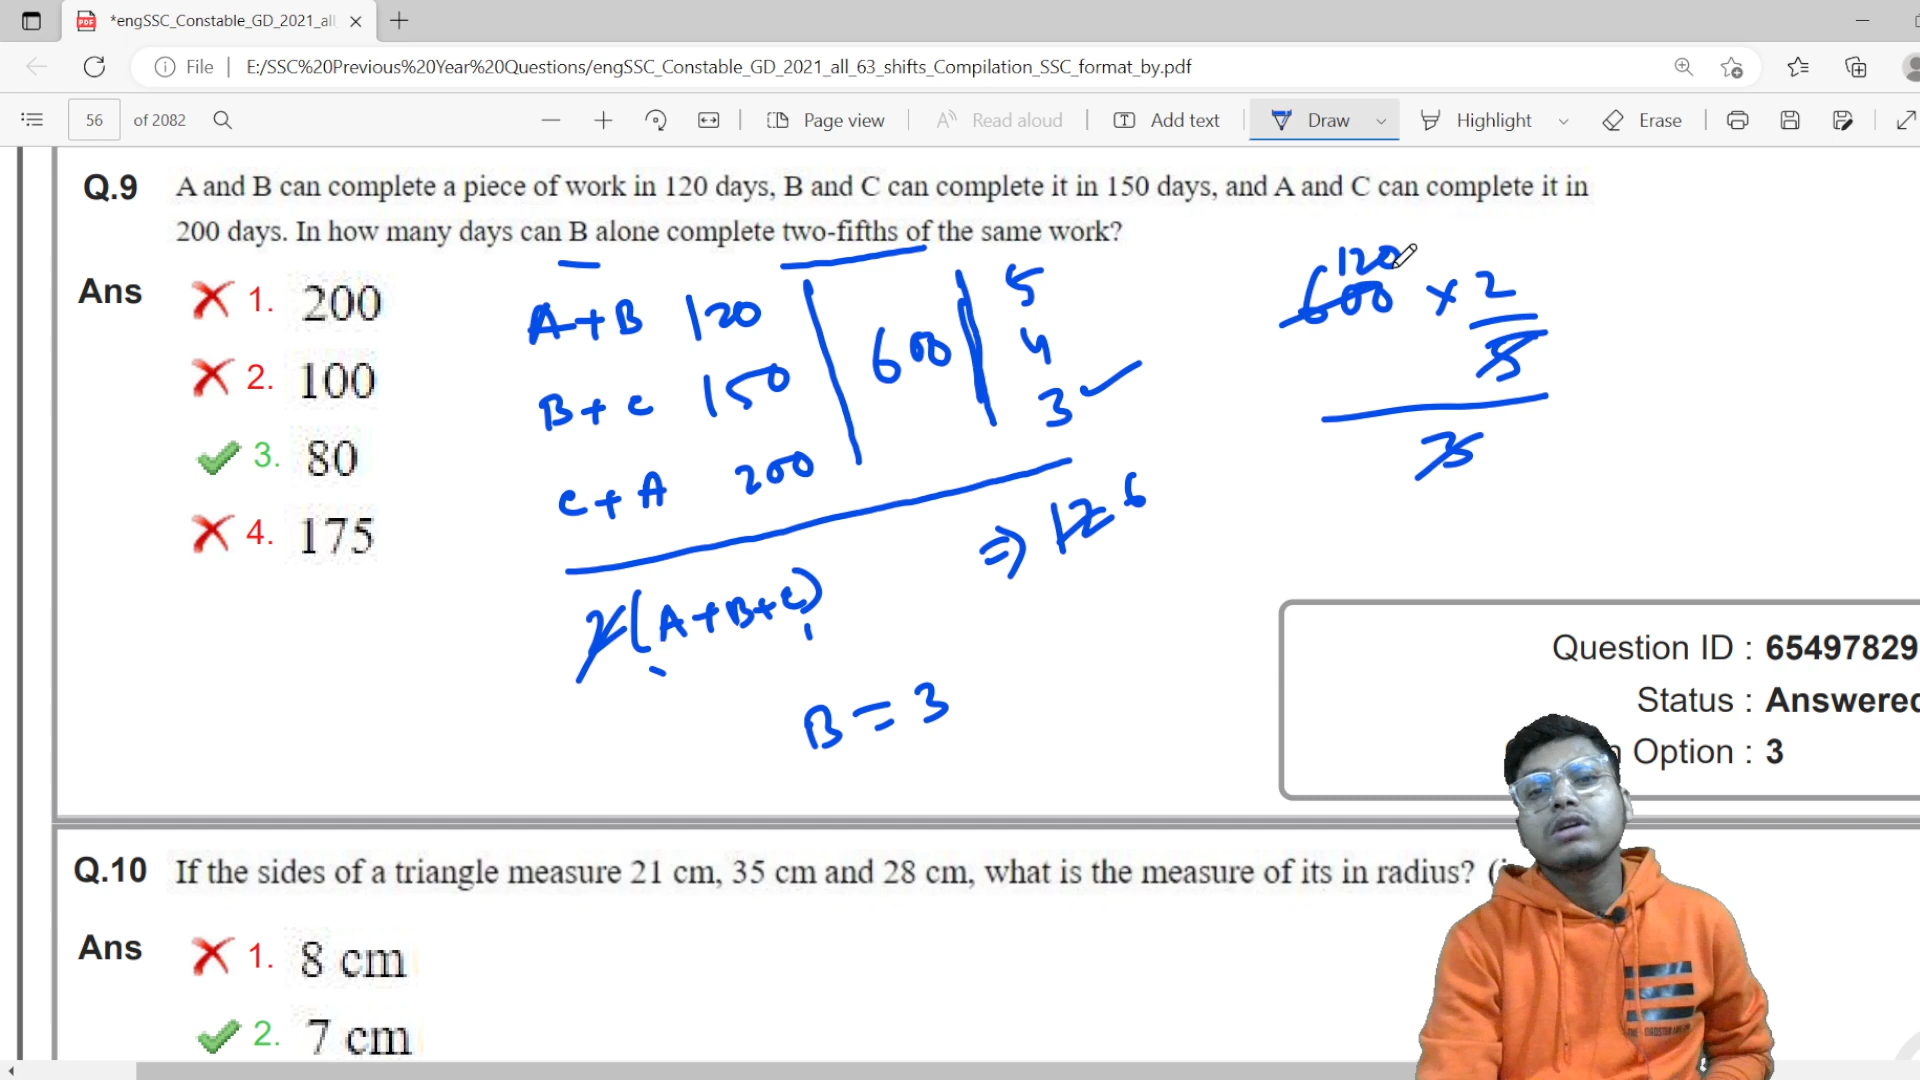 *engSSC_Constable_GD_2021_all
File | E:/SSC%20Previous%20Year%20Questions/engSSC_Constable_GD_2021_all_63_shifts_Compilation_SSC_format_by.pdf
56 of 2082 Page view Read aloud Add text Draw Highlight Erase
Q.9 A and B can complete a piece of work in 120 days, B and C can complete it in 150 days, and A and C can complete it in
200 days. In how many days can B alone complete two-fifths of the same work?
Ans 1. 200
2. 100
3. 80
4. 175
A+B 120 600 5
B+C 150 4
C+A 200 3
⇒ 12 6
2(A+B+C)
B = 3
120
600 × 2
5
3
Question ID : 65497829
Status : Answered
Option : 3
Q.10 If the sides of a triangle measure 21 cm, 35 cm and 28 cm, what is the measure of its in radius?
Ans 1. 8 cm
2. 7 cm